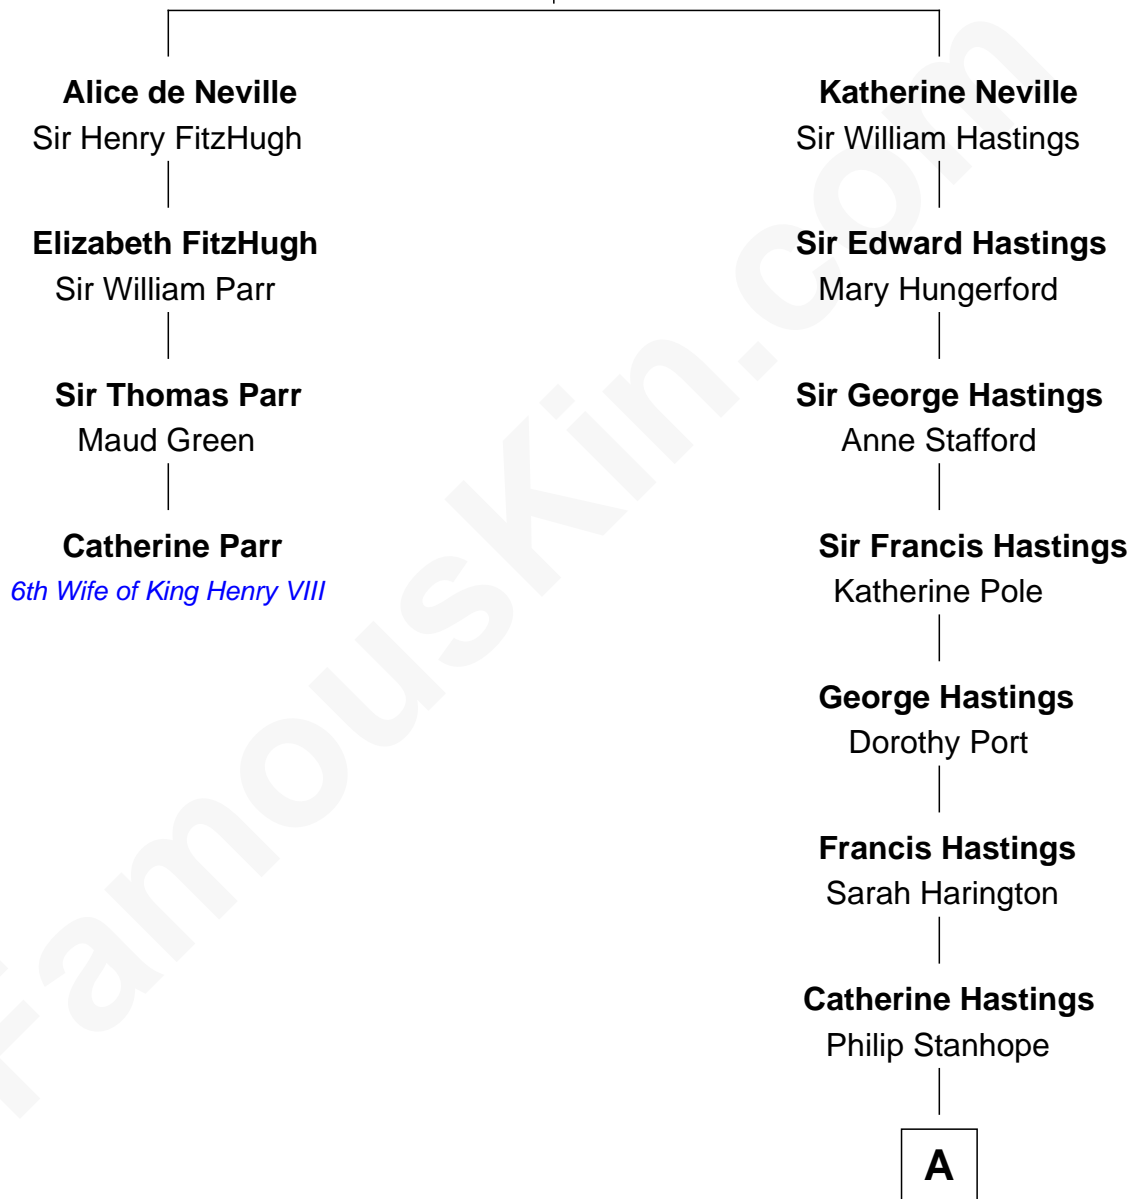 Alice de Neville
Sir Henry FitzHugh
Elizabeth FitzHugh
Sir William Parr
Sir Thomas Parr
Maud Green
Catherine Parr
6th Wife of King Henry VIII
Katherine Neville
Sir William Hastings
Sir Edward Hastings
Mary Hungerford
Sir George Hastings
Anne Stafford
Sir Francis Hastings
Katherine Pole
George Hastings
Dorothy Port
Francis Hastings
Sarah Harington
Catherine Hastings
Philip Stanhope
A
FamousKin.com